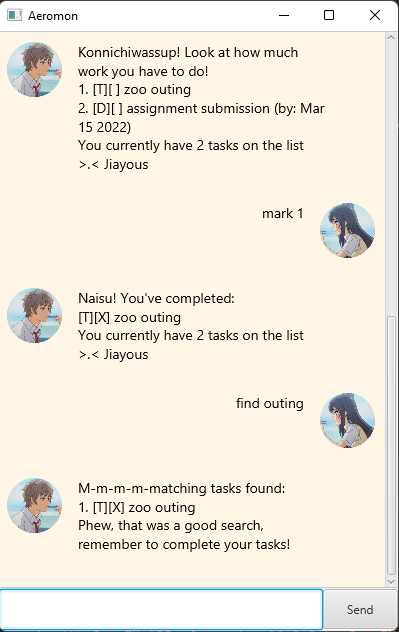 Aeromon
Konnichiwassup! Look at how much
work you have to do!
1. [T][ ] zoo outing
2. [D][ ] assignment submission (by: Mar
15 2022)
You currently have 2 tasks on the list
>.< Jiayous
mark 1
Naisu! You've completed:
[T][X] zoo outing
You currently have 2 tasks on the list
>.< Jiayous
find outing
M-m-m-m-matching tasks found:
1. [T][X] zoo outing
Phew, that was a good search,
remember to complete your tasks!
Send